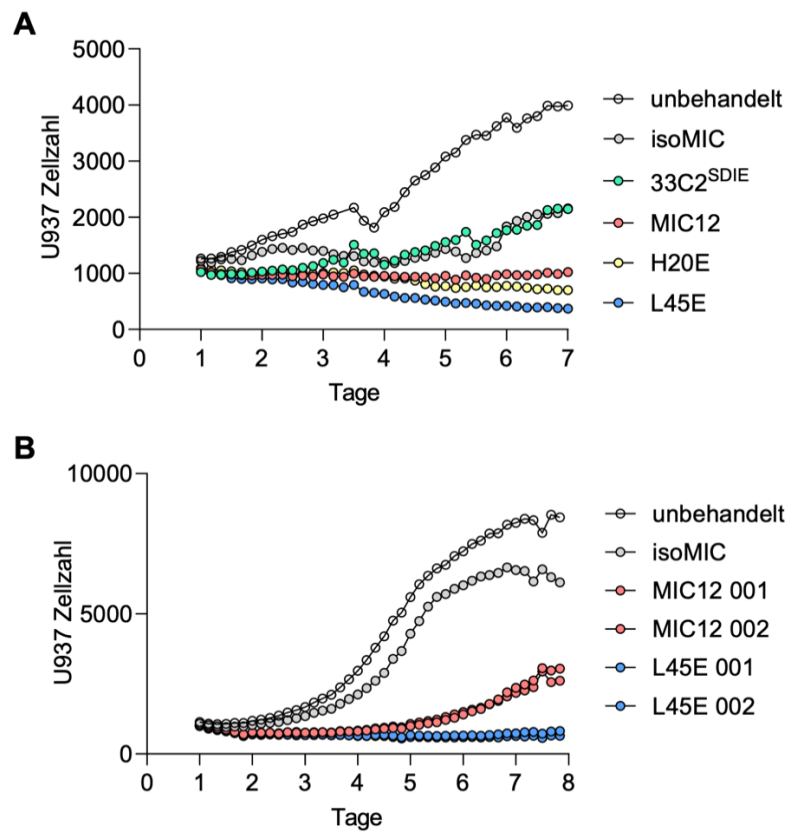 A
5000
4000
3000
2000
1000
0
U937 Zellzahl
0 1 2 3 4 5 6 7
Tage
unbehandelt
isoMIC
33C2^SDIE
MIC12
H20E
L45E
B
10000
5000
0
U937 Zellzahl
0 1 2 3 4 5 6 7 8
Tage
unbehandelt
isoMIC
MIC12 001
MIC12 002
L45E 001
L45E 002